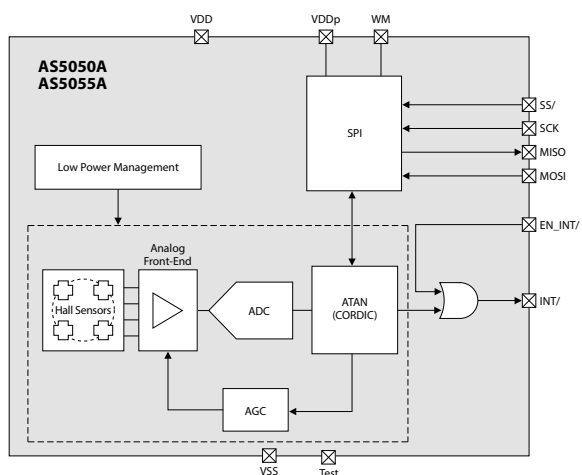 VDD
VDDp
WM
AS5050A
AS5055A
SPI
SS/
SCK
MISO
MOSI
Low Power Management
EN_INT/
Analog
Front-End
Hall Sensors
ADC
ATAN
(CORDIC)
INT/
AGC
VSS
Test